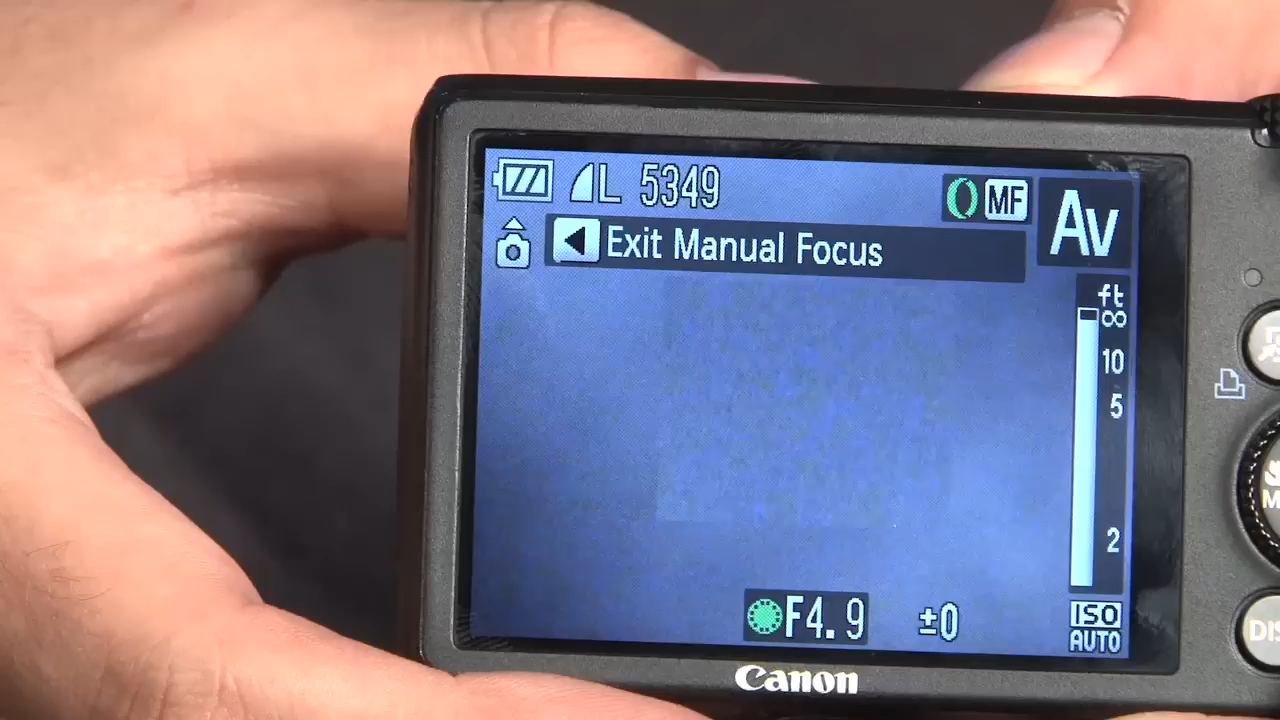 L 5349
MF
Av
Exit Manual Focus
ft
∞
10
5
2
F4.9 ±0
ISO
AUTO
Canon